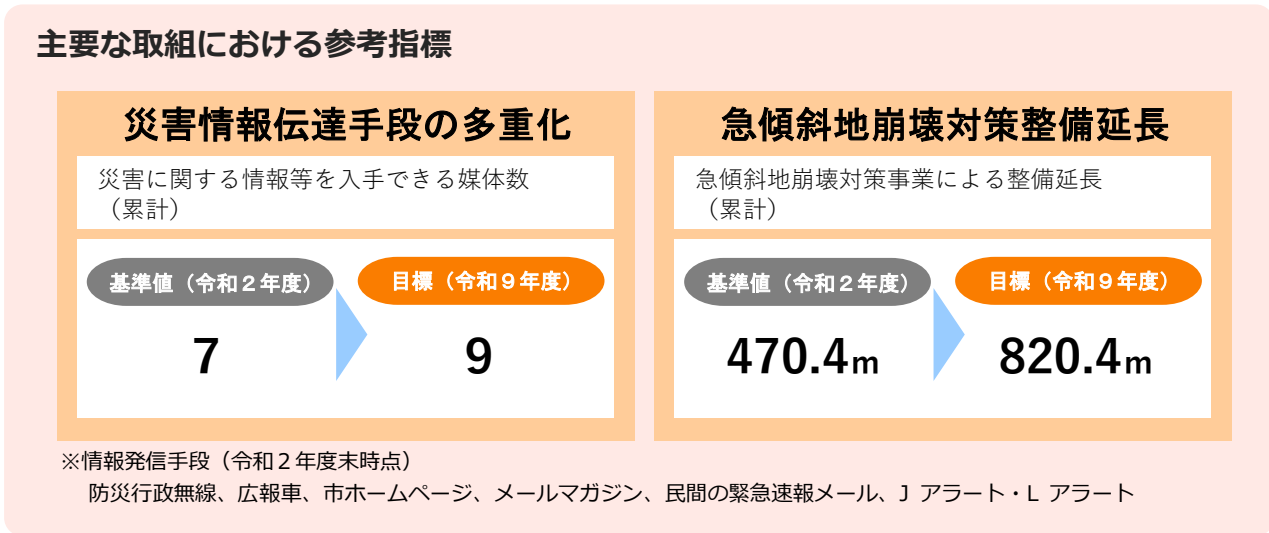 主要な取組における参考指標
災害情報伝達手段の多重化
災害に関する情報等を入手できる媒体数
（累計）
基準値（令和２年度）
目標（令和９年度）
7
9
急傾斜地崩壊対策整備延長
急傾斜地崩壊対策事業による整備延長
（累計）
基準値（令和２年度）
目標（令和９年度）
470.4m
820.4m
※情報発信手段（令和２年度末時点）
防災行政無線、広報車、市ホームページ、メールマガジン、民間の緊急速報メール、J アラート・L アラート